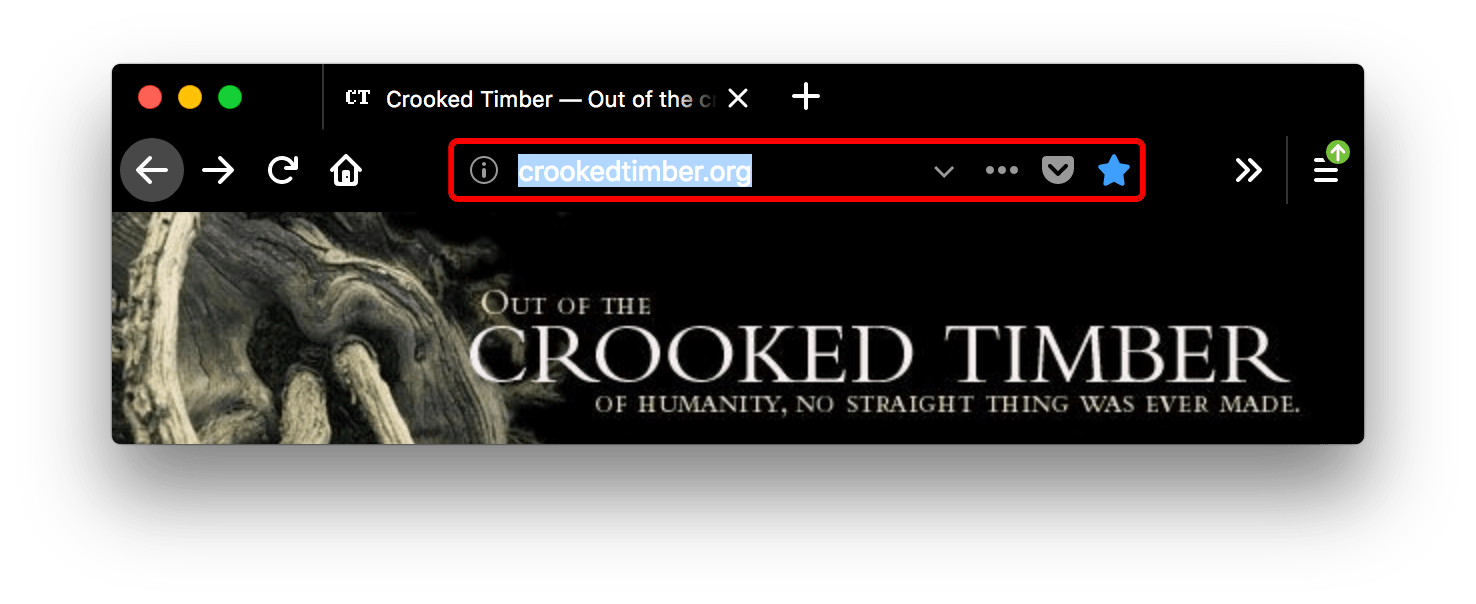 CT Crooked Timber — Out of the c
crookedtimber.org
OUT OF THE
CROOKED TIMBER
OF HUMANITY, NO STRAIGHT THING WAS EVER MADE.